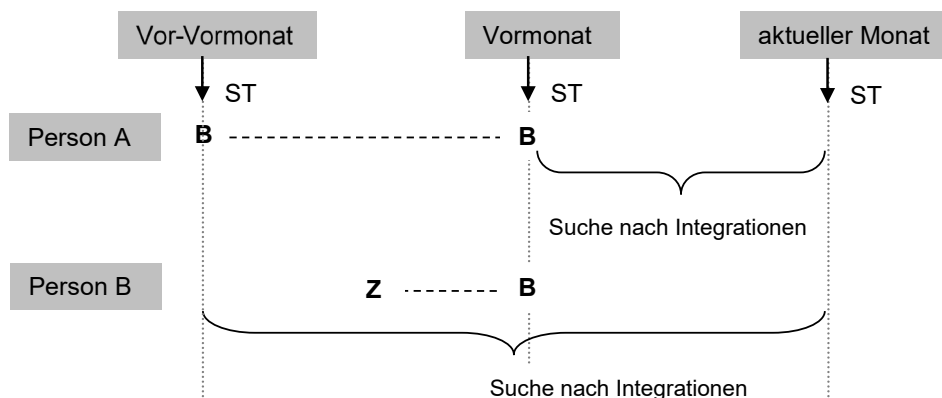 Vor-Vormonat Vormonat aktueller Monat
ST ST ST
Person A B B
Suche nach Integrationen
Person B Z B
Suche nach Integrationen